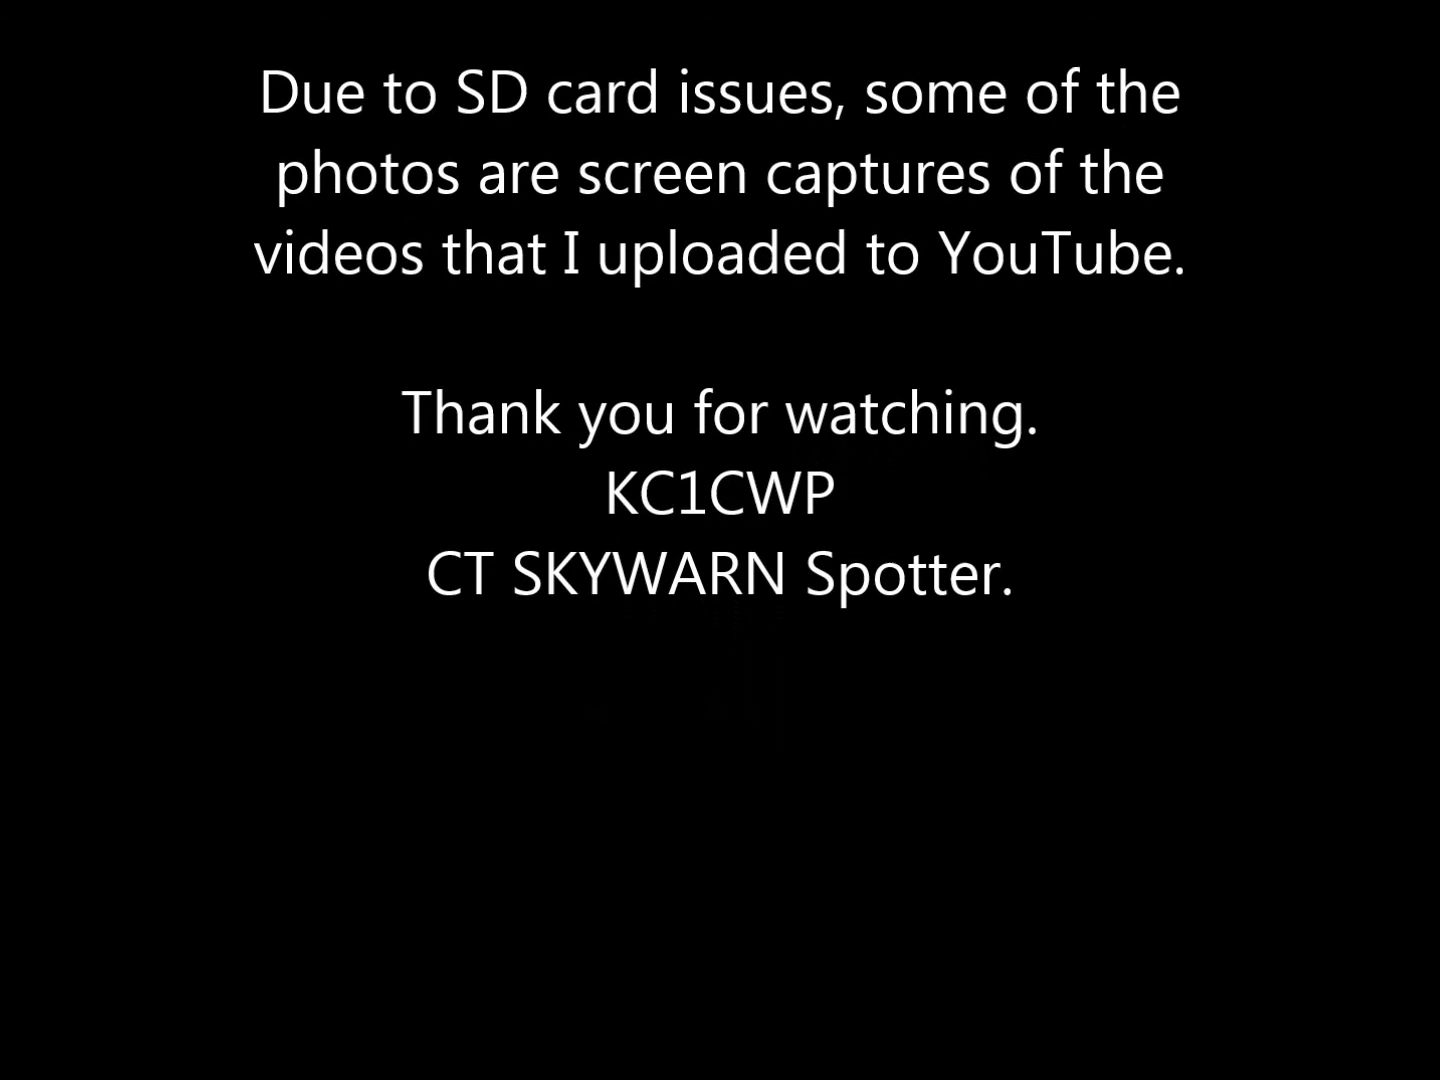 Due to SD card issues, some of the
photos are screen captures of the
videos that I uploaded to YouTube.
Thank you for watching.
KC1CWP
CT SKYWARN Spotter.